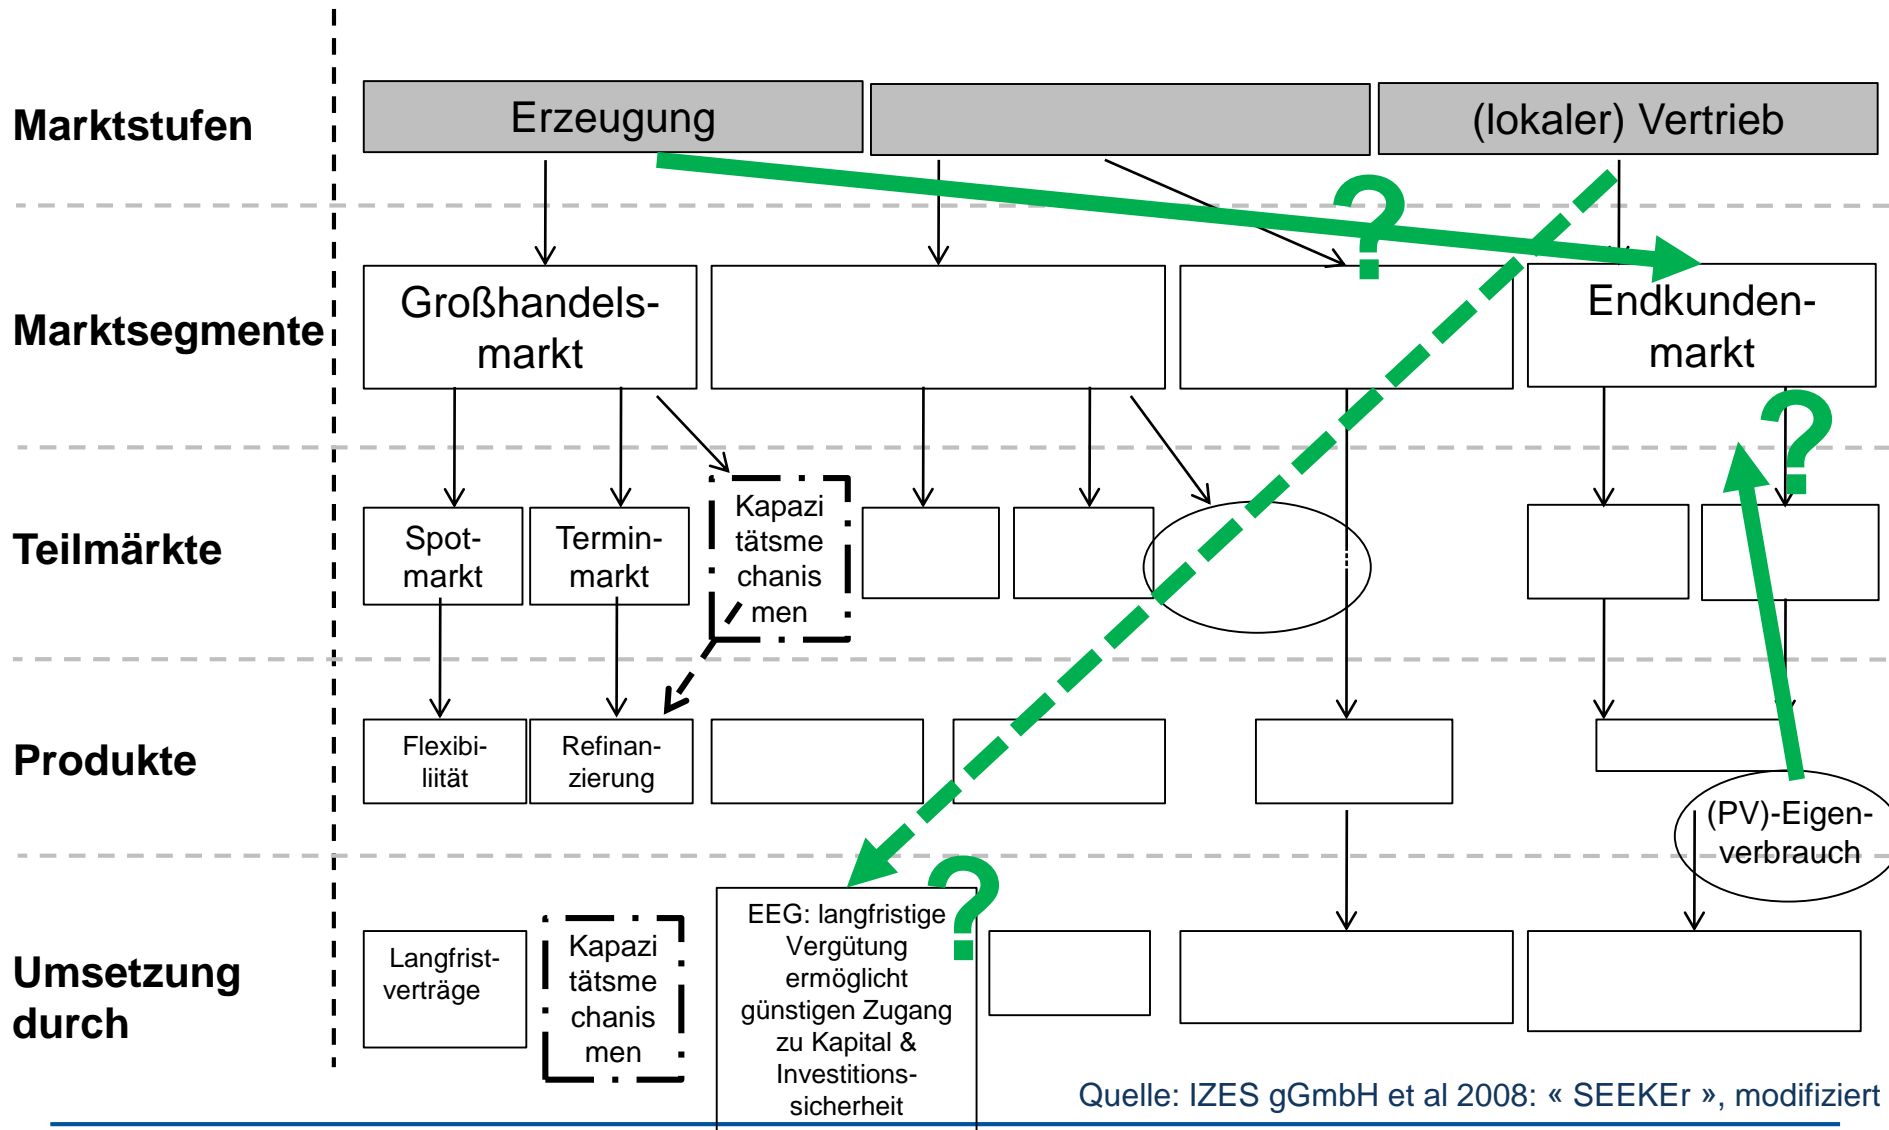 Marktstufen
Erzeugung
(lokaler) Vertrieb
?
Marktsegmente
Großhandels-
markt
Endkunden-
markt
?
Teilmärkte
Spot-
markt
Termin-
markt
Kapazi
tätsme
chanis
men
Produkte
Flexibi-
liität
Refinan-
zierung
(PV)-Eigen-
verbrauch
?
Umsetzung
durch
Langfrist-
verträge
Kapazi
tätsme
chanis
men
EEG: langfristige
Vergütung
ermöglicht
günstigen Zugang
zu Kapital &
Investitions-
sicherheit
Quelle: IZES gGmbH et al 2008: « SEEKEr », modifiziert